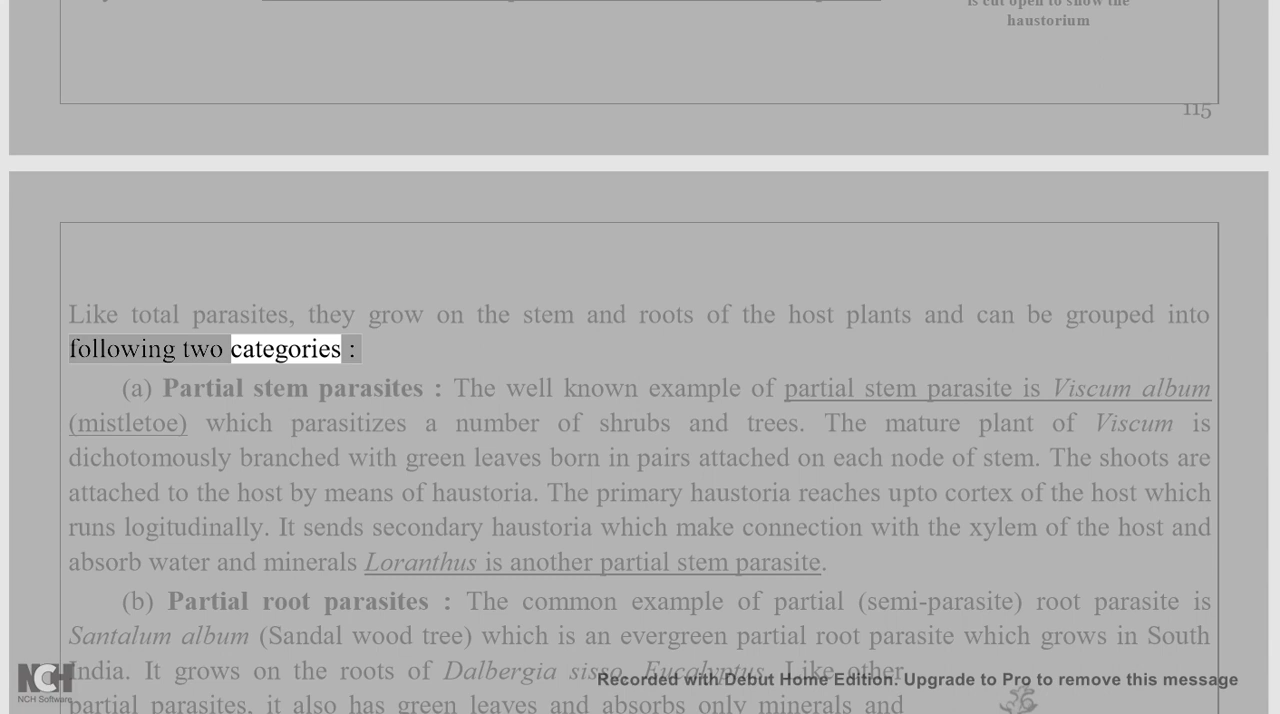 is cut open to show the
haustorium
115
Like total parasites, they grow on the stem and roots of the host plants and can be grouped into
following two categories :
(a) Partial stem parasites : The well known example of partial stem parasite is Viscum album
(mistletoe) which parasitizes a number of shrubs and trees. The mature plant of Viscum is
dichotomously branched with green leaves born in pairs attached on each node of stem. The shoots are
attached to the host by means of haustoria. The primary haustoria reaches upto cortex of the host which
runs logitudinally. It sends secondary haustoria which make connection with the xylem of the host and
absorb water and minerals Loranthus is another partial stem parasite.
(b) Partial root parasites : The common example of partial (semi-parasite) root parasite is
Santalum album (Sandal wood tree) which is an evergreen partial root parasite which grows in South
India. It grows on the roots of Dalbergia sisso, Eucalyptus. Like other
partial parasites, it also has green leaves and absorbs only minerals and
NCH
NCH Software
Recorded with Debut Home Edition. Upgrade to Pro to remove this message